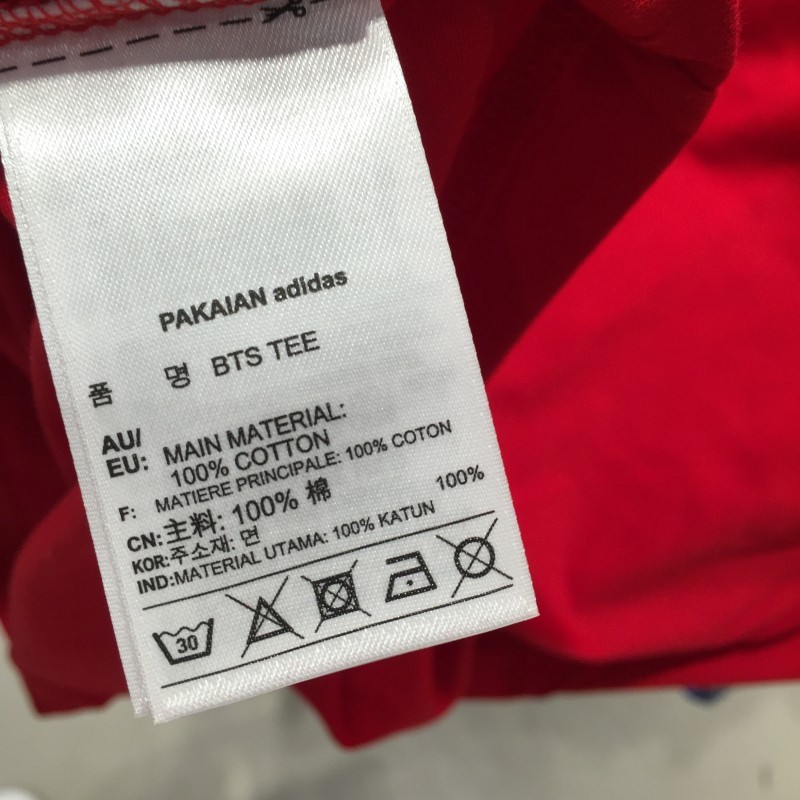 PAKAIAN adidas
품 명 BTS TEE
AU/ EU: MAIN MATERIAL:
100% COTTON
F: MATIERE PRINCIPALE: 100% COTON
CN: 主料: 100% 棉
KOR: 주소재: 면 100%
IND: MATERIAL UTAMA: 100% KATUN
30